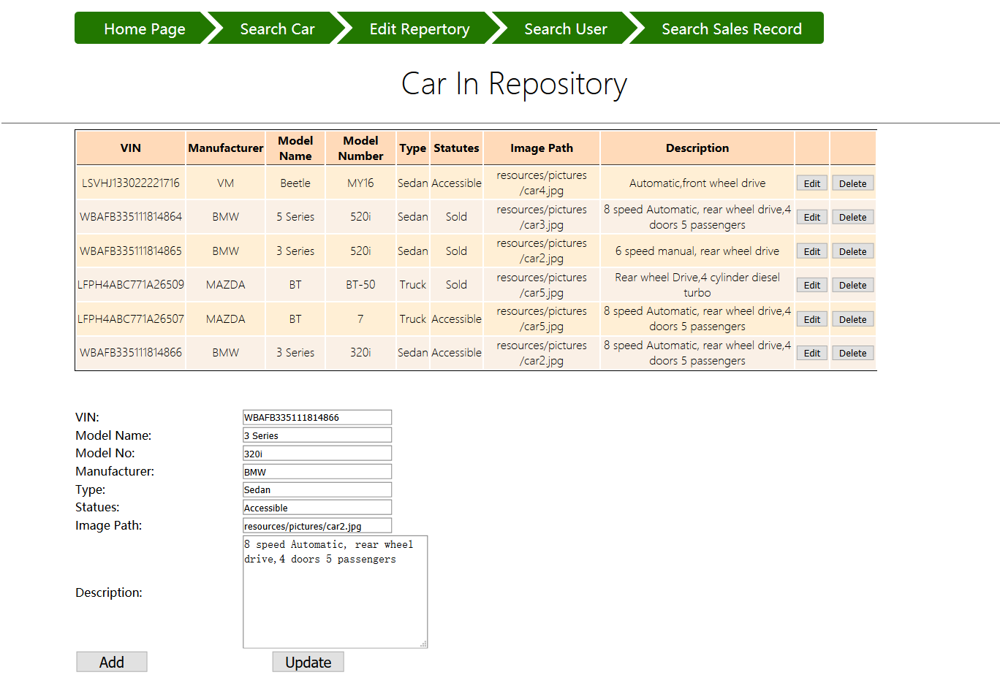 Home Page Search Car Edit Repertory Search User Search Sales Record
Car In Repository
VIN Manufacturer Model Name Model Number Type Statutes Image Path Description
LSVHJ133022221716 VM Beetle MY16 Sedan Accessible resources/pictures/car4.jpg Automatic,front wheel drive Edit Delete
WBAFB335111814864 BMW 5 Series 520i Sedan Sold resources/pictures/car3.jpg 8 speed Automatic, rear wheel drive,4 doors 5 passengers Edit Delete
WBAFB335111814865 BMW 3 Series 520i Sedan Sold resources/pictures/car2.jpg 6 speed manual, rear wheel drive Edit Delete
LFPH4ABC771A26509 MAZDA BT BT-50 Truck Sold resources/pictures/car5.jpg Rear wheel Drive,4 cylinder diesel turbo Edit Delete
LFPH4ABC771A26507 MAZDA BT 7 Truck Accessible resources/pictures/car5.jpg 8 speed Automatic, rear wheel drive,4 doors 5 passengers Edit Delete
WBAFB335111814866 BMW 3 Series 320i Sedan Accessible resources/pictures/car2.jpg 8 speed Automatic, rear wheel drive,4 doors 5 passengers Edit Delete
VIN: WBAFB335111814866
Model Name: 3 Series
Model No: 320i
Manufacturer: BMW
Type: Sedan
Statues: Accessible
Image Path: resources/pictures/car2.jpg
Description: 8 speed Automatic, rear wheel
drive,4 doors 5 passengers
Add Update